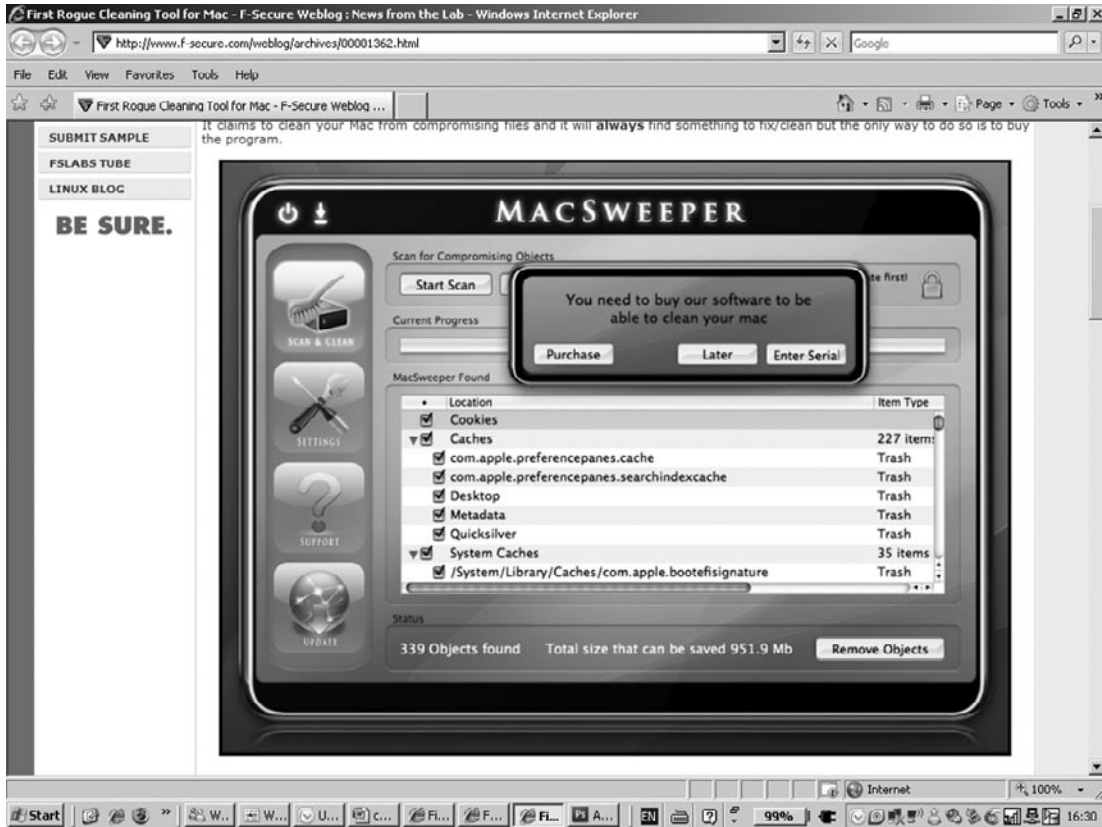 First Rogue Cleaning Tool for Mac - F-Secure Weblog : News from the Lab - Windows Internet Explorer
http://www.f-secure.com/weblog/archives/00001362.html
Google
File Edit View Favorites Tools Help
First Rogue Cleaning Tool for Mac - F-Secure Weblog ...
Page Tools
SUBMIT SAMPLE
FSLABS TUBE
LINUX BLOG
BE SURE.
It claims to clean your Mac from compromising files and it will always find something to fix/clean but the only way to do so is to buy
the program.
MACSWEEPER
Scan for Compromising Objects
Start Scan
first!
You need to buy our software to be
able to clean your mac
Purchase Later Enter Serial
Current Progress
SCAN & CLEAN
SETTINGS
SUPPORT
UPDATE
MacSweeper Found
• Location Item Type
Cookies
Caches 227 items
com.apple.preferencepanes.cache Trash
com.apple.preferencepanes.searchindexcache Trash
Desktop Trash
Metadata Trash
Quicksilver Trash
System Caches 35 items
/System/Library/Caches/com.apple.bootefisignature Trash
Status
339 Objects found Total size that can be saved 951.9 Mb Remove Objects
Internet 100%
Start W... W... U... c... Fi... F... Fi... A... EN 99% 16:30